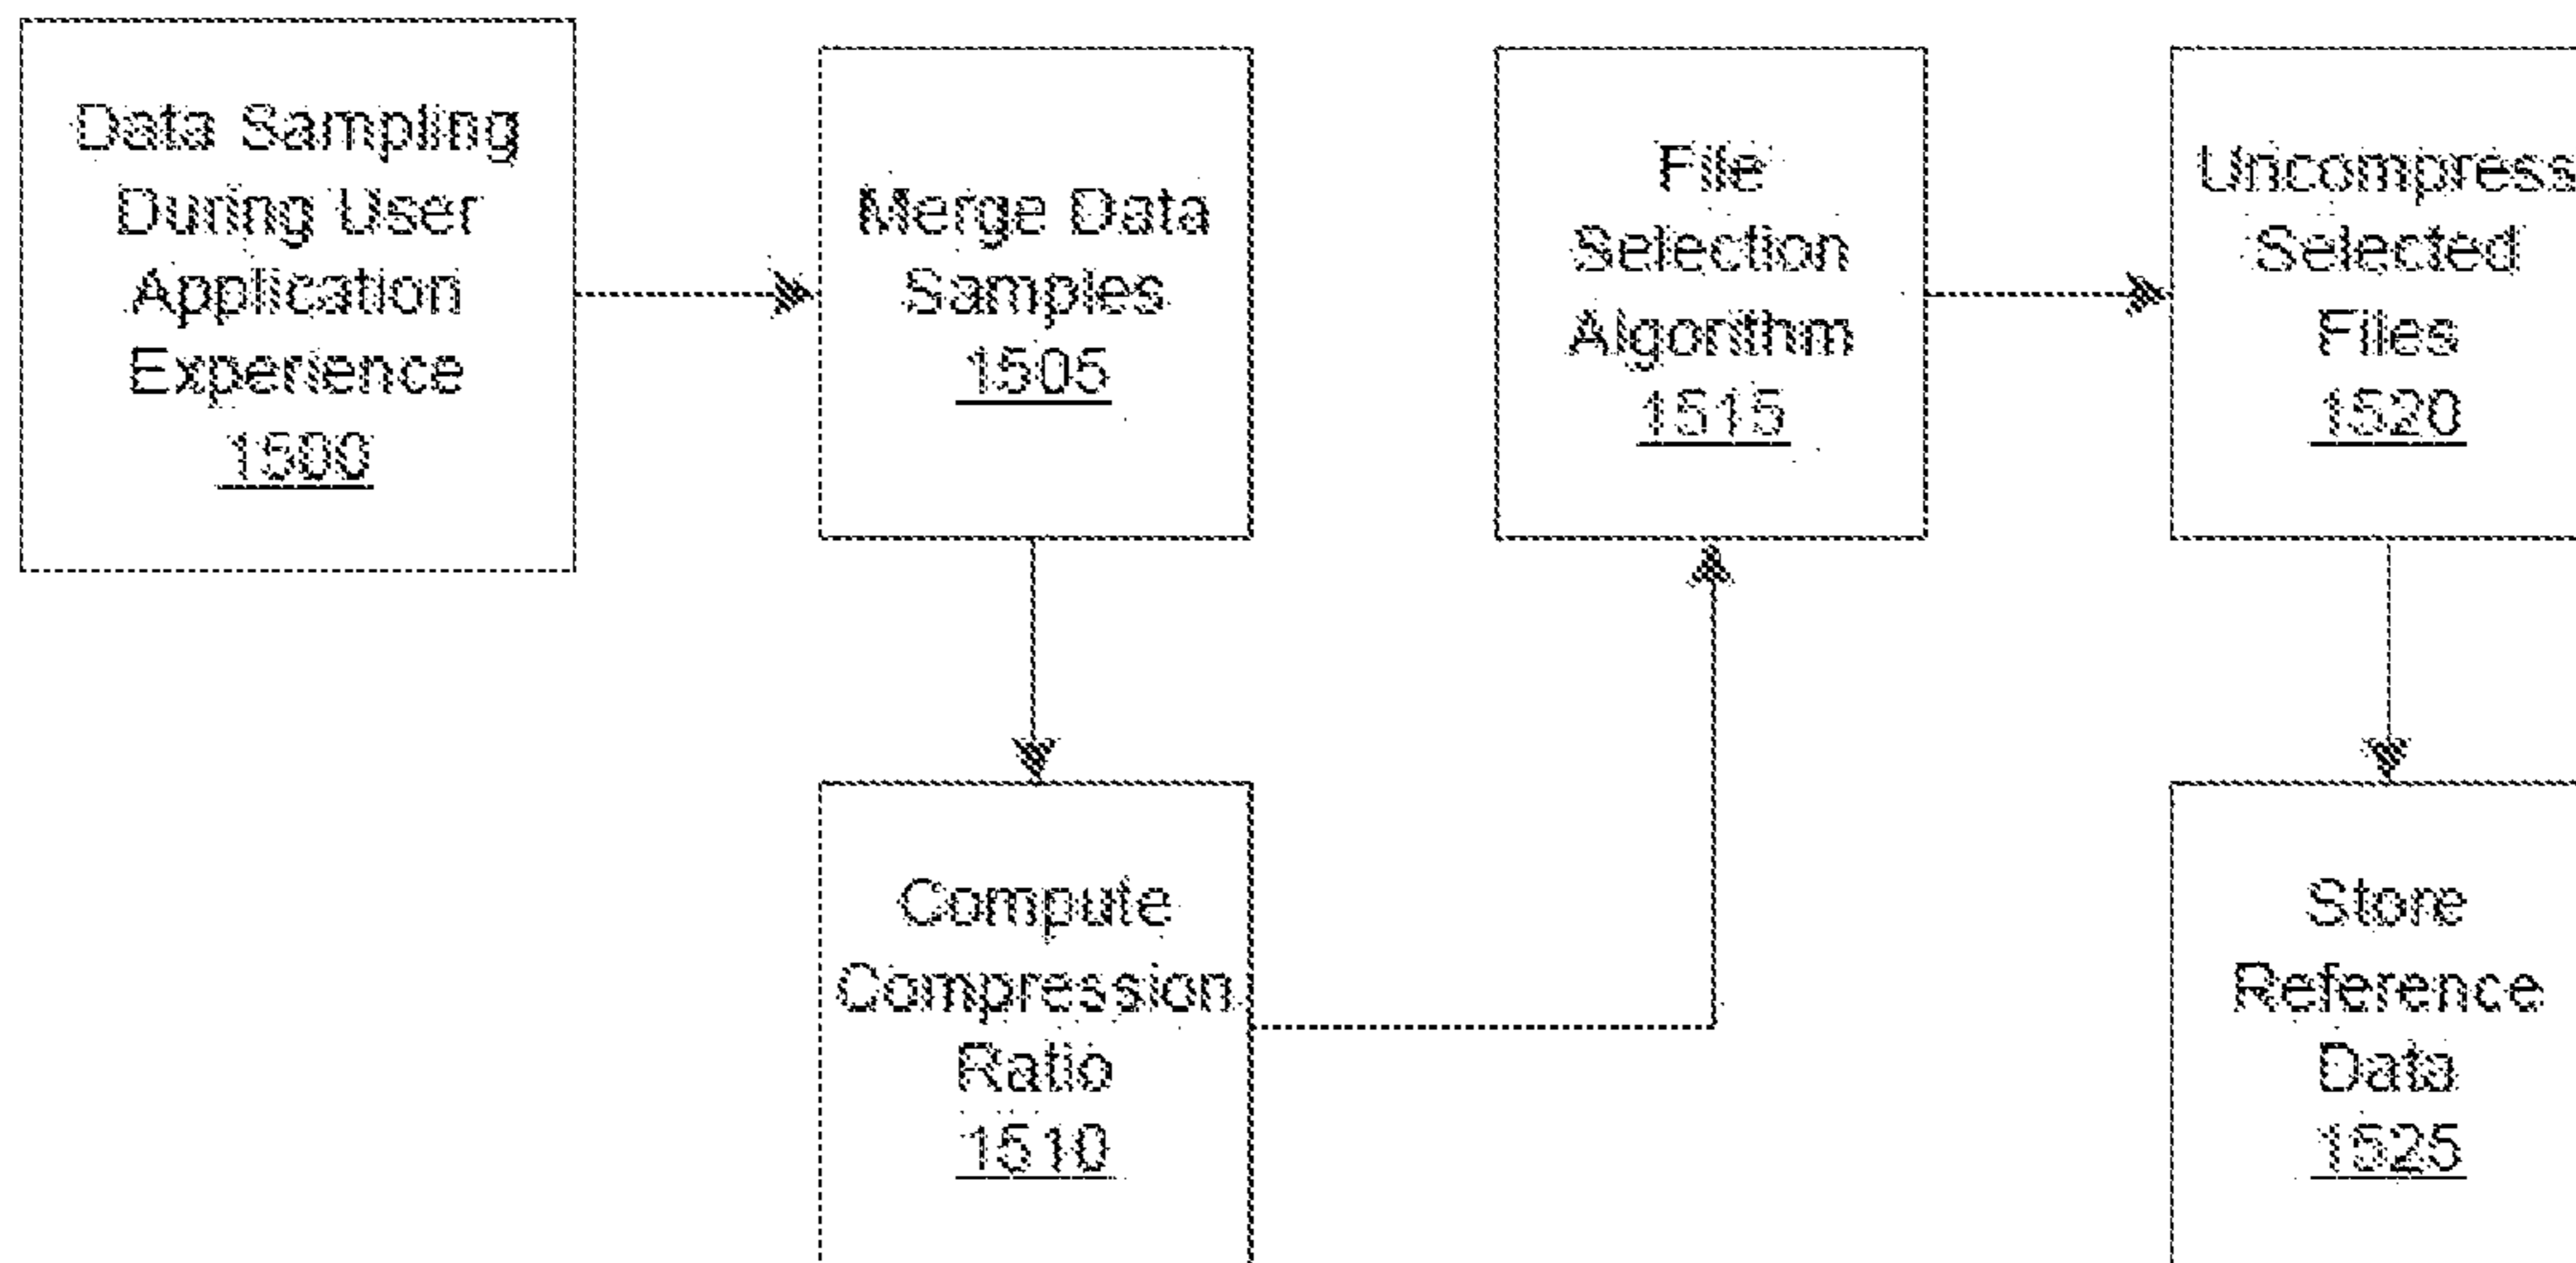 Data Sampling
During User
Application
Experience
1500
Merge Data
Samples
1505
Compute
Compression
Ratio
1510
File
Selection
Algorithm
1515
Uncompress
Selected
Files
1520
Store
Reference
Data
1525